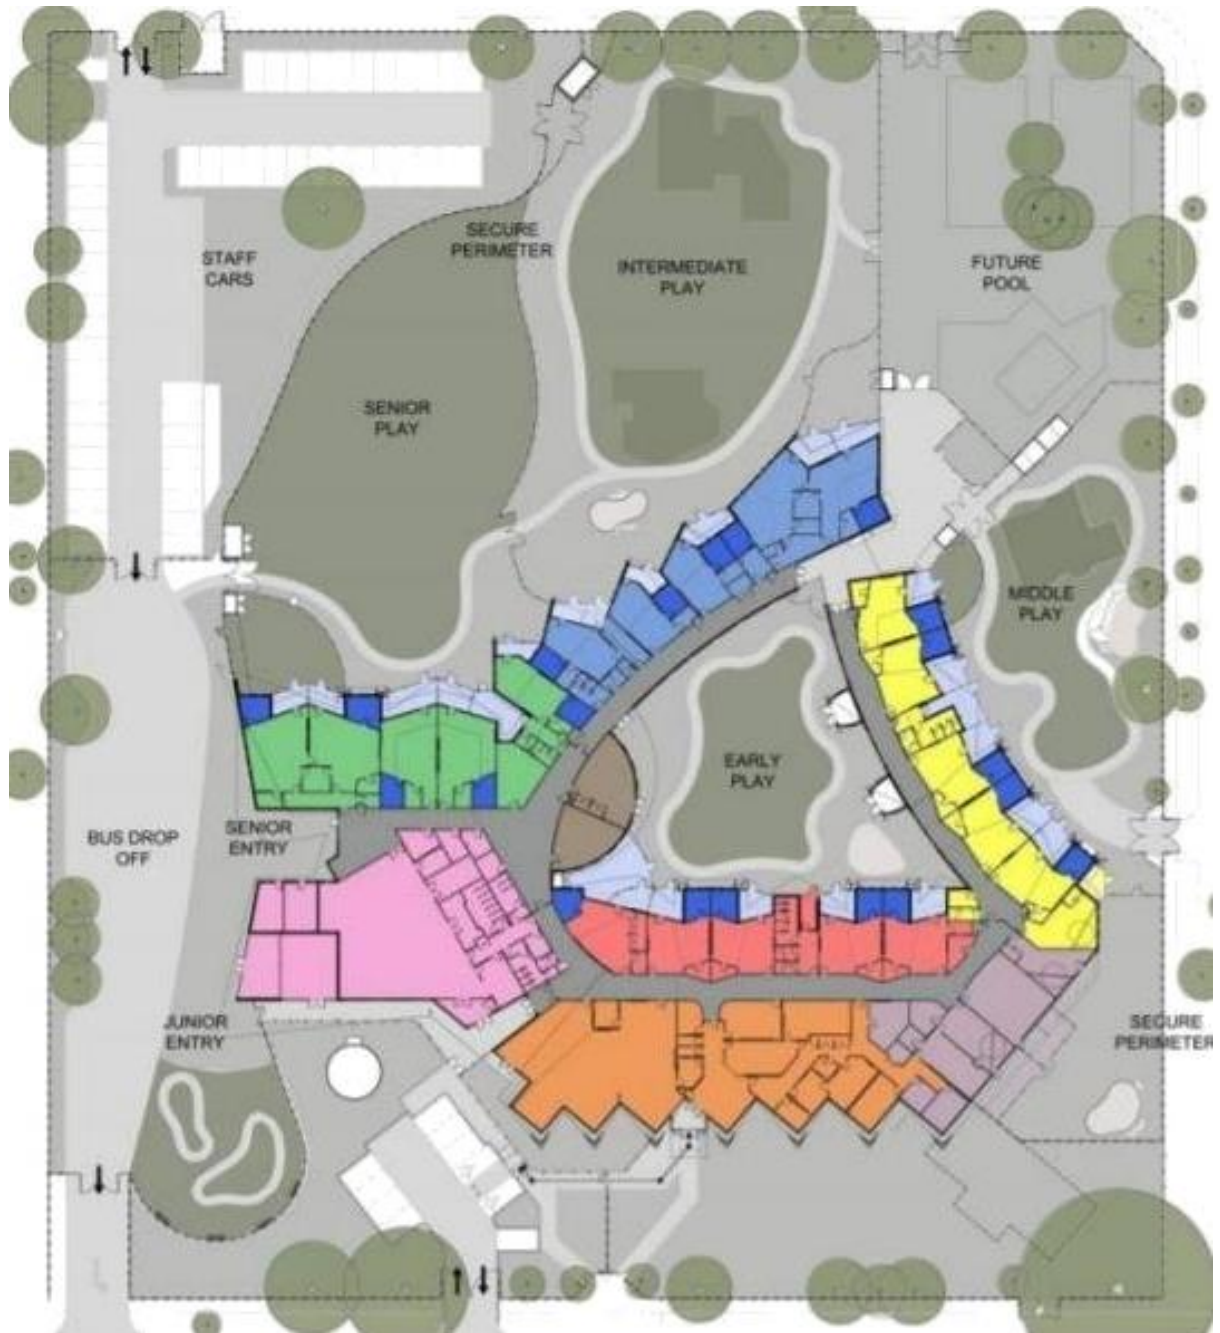 SECURE
PERIMETER
STAFF
CARS
INTERMEDIATE
PLAY
FUTURE
POOL
SENIOR
PLAY
MIDDLE
PLAY
EARLY
PLAY
BUS DROP
OFF
SENIOR
ENTRY
JUNIOR
ENTRY
SECURE
PERIMETER